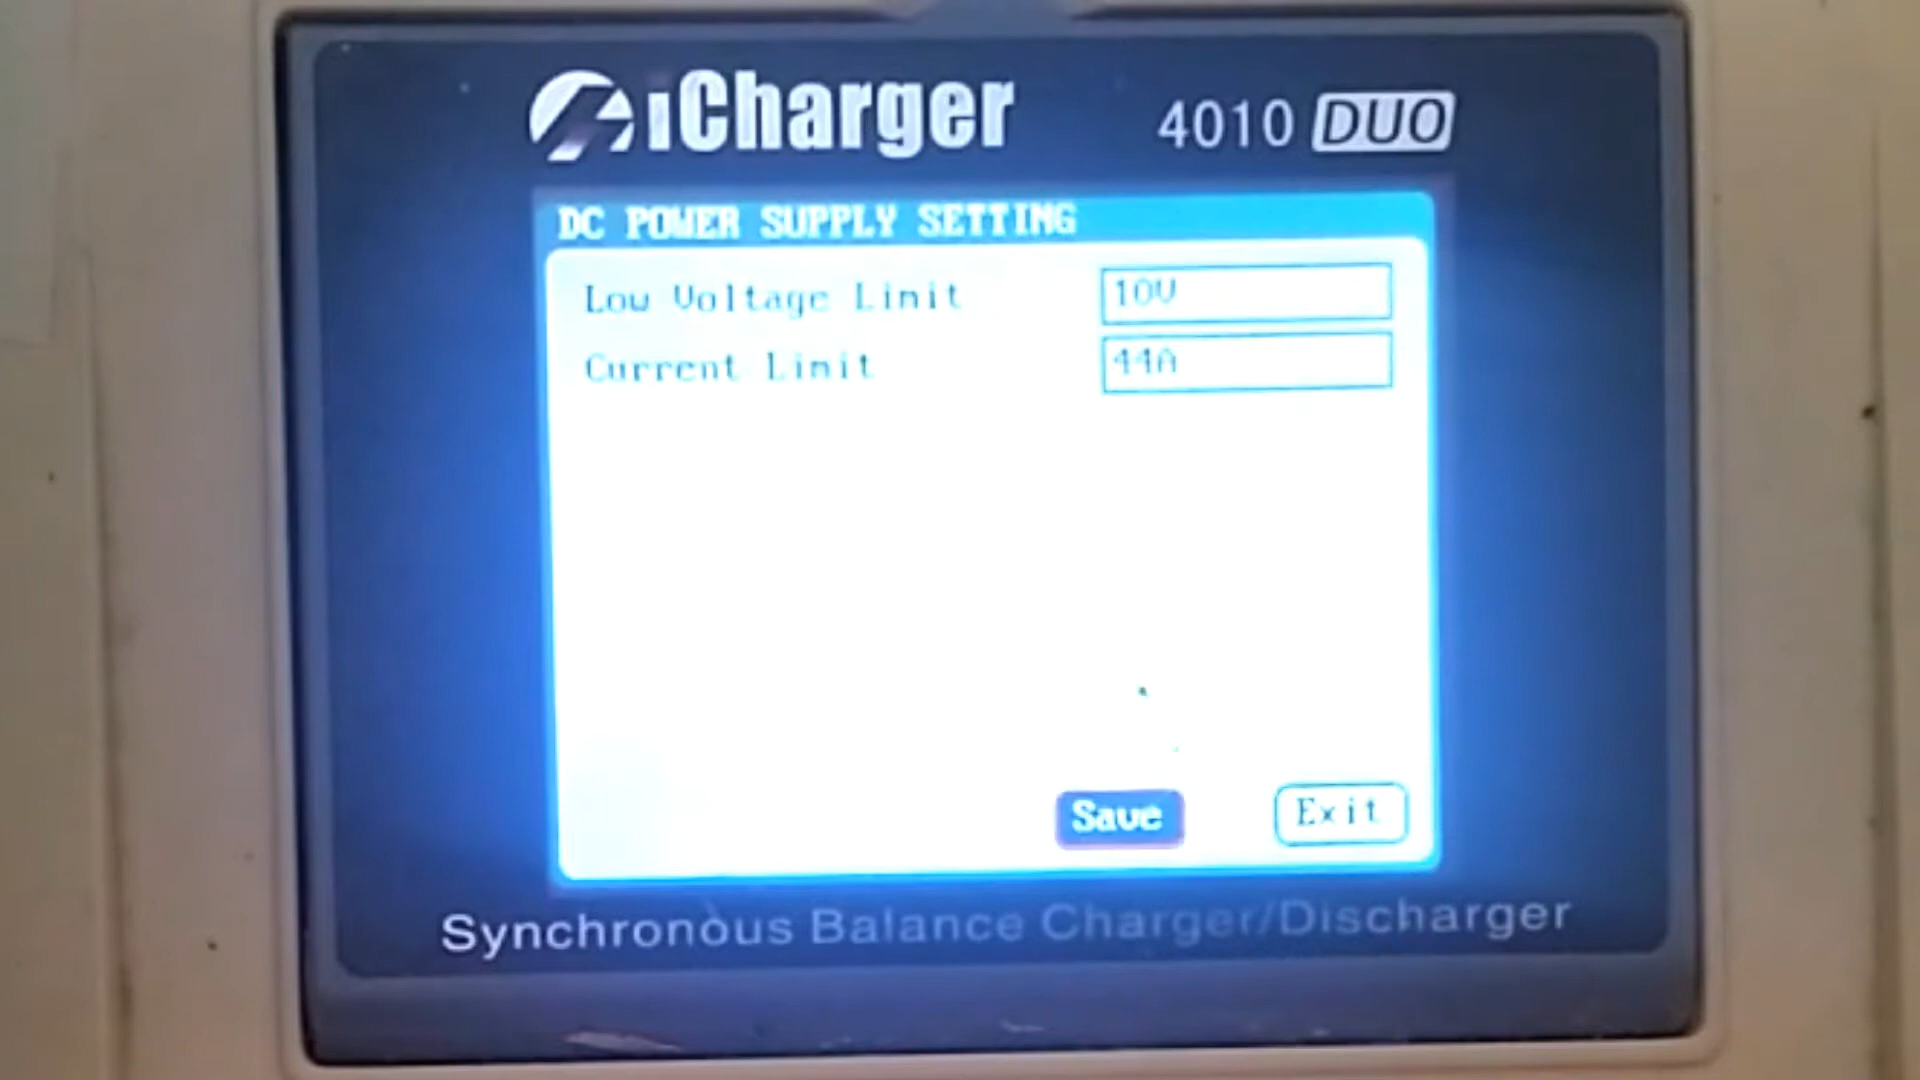 iCharger 4010 DUO
DC POWER SUPPLY SETTING
Low Voltage Limit 10V
Current Limit 44A
Save Exit
Synchronous Balance Charger/Discharger